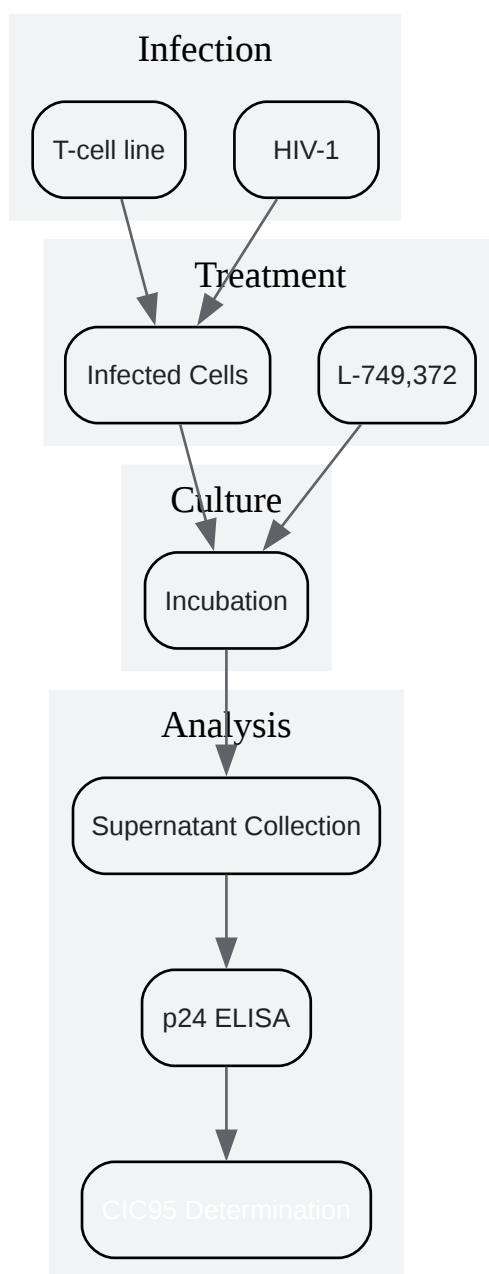 Infection
T-cell line
HIV-1
Treatment
Infected Cells
L-749,372
Culture
Incubation
Analysis
Supernatant Collection
p24 ELISA
CIC95 Determination